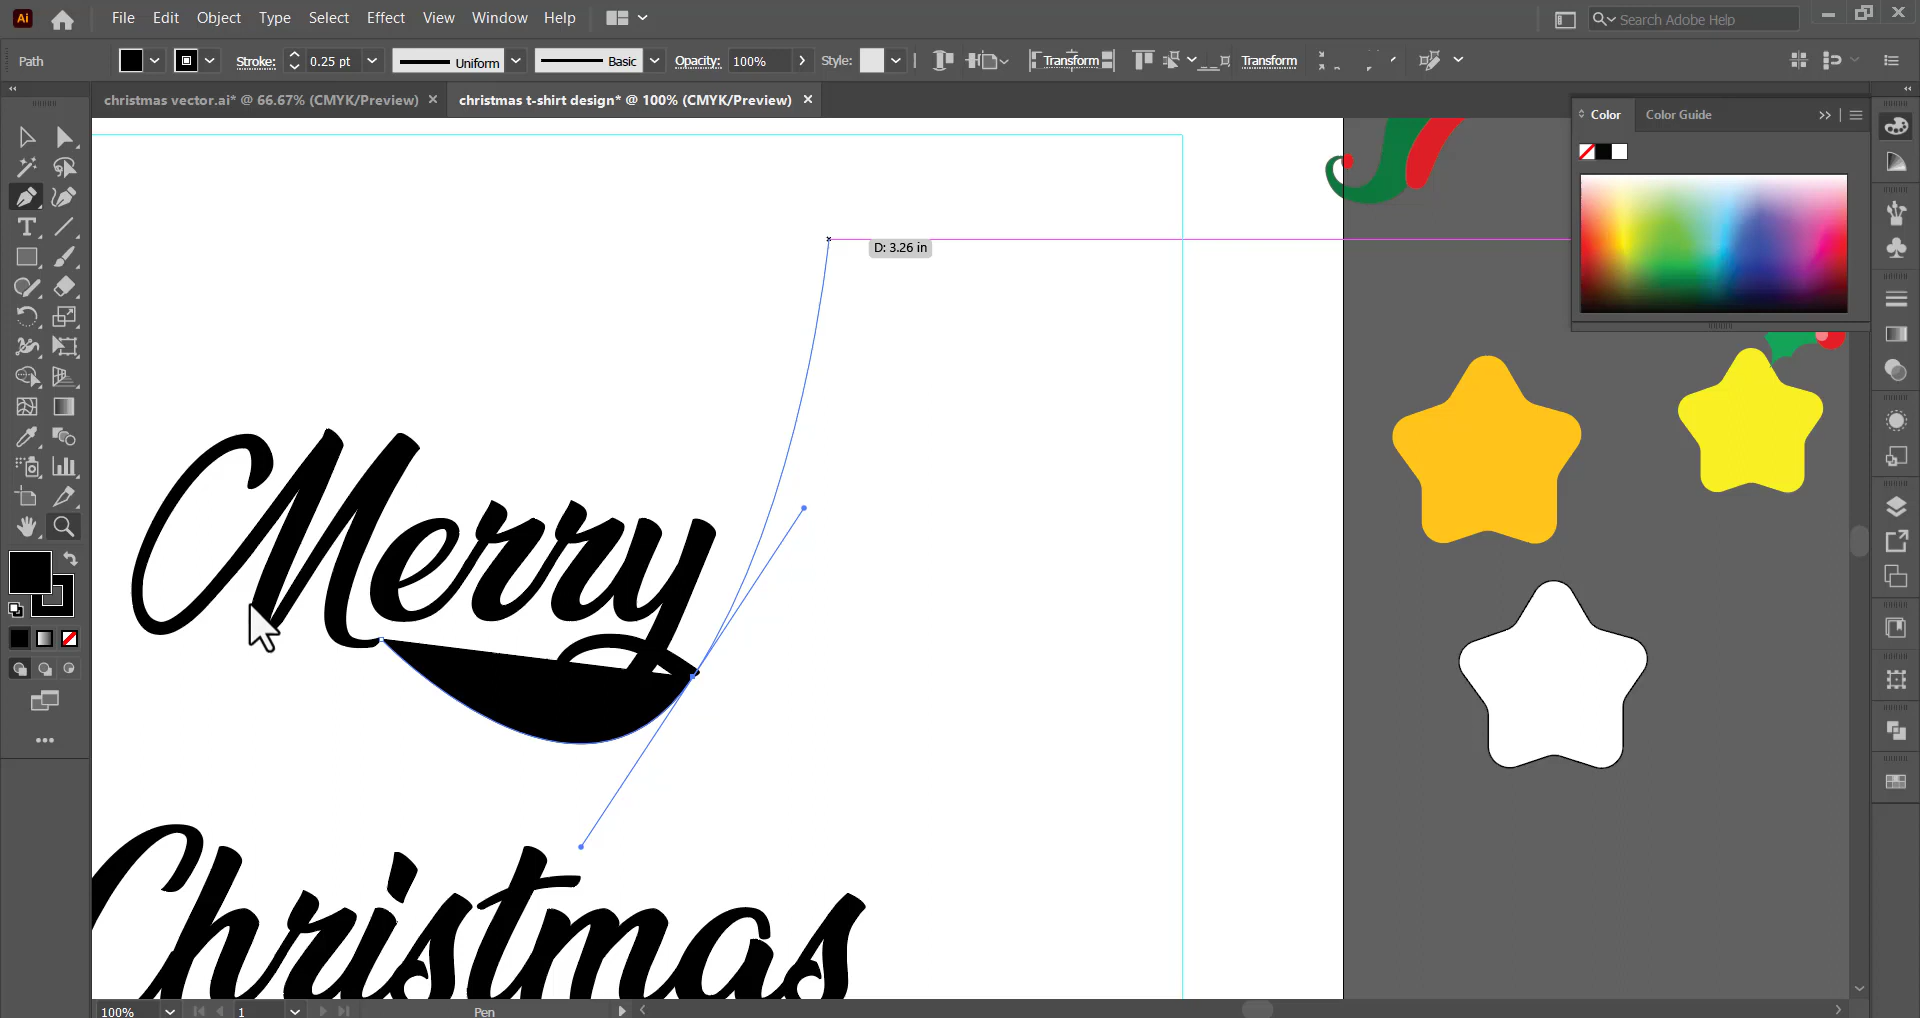 Ai File Edit Object Type Select Effect View Window Help Search Adobe Help
Path Stroke: 0.25 pt Uniform Basic Opacity: 100% Style: Transform Transform
christmas vector.ai* @ 66.67% (CMYK/Preview) christmas t-shirt design* @ 100% (CMYK/Preview)
Color Color Guide
D: 3.26 in
Merry
Christmas
100% 1 Pen